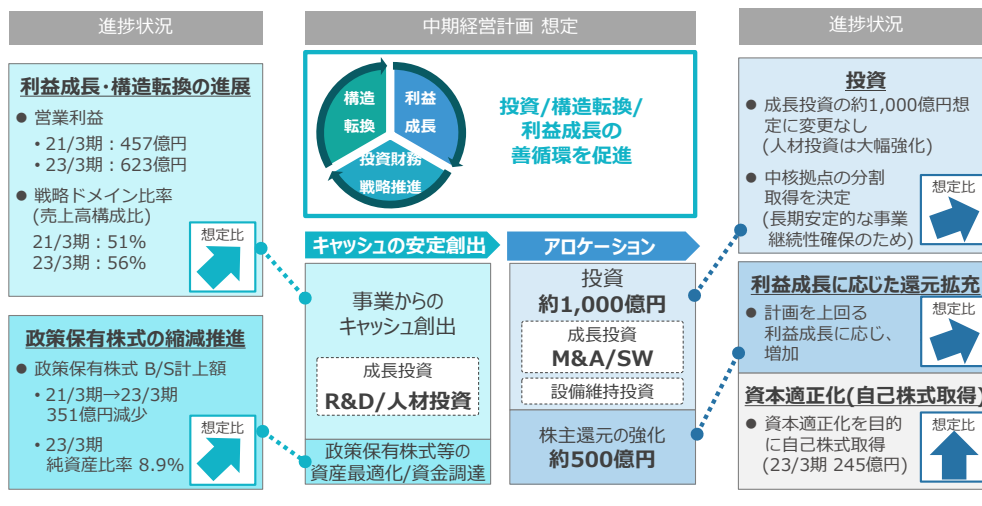 進捗状況
利益成長・構造転換の進展
● 営業利益
・21/3期：457億円
・23/3期：623億円
● 戦略ドメイン比率
(売上高構成比)
21/3期：51%
23/3期：56%
想定比
政策保有株式の縮減推進
● 政策保有株式 B/S計上額
・21/3期→23/3期
351億円減少
・23/3期
純資産比率 8.9%
想定比
中期経営計画 想定
構造
転換
利益
成長
投資財務
戦略推進
投資/構造転換/
利益成長の
善循環を促進
キャッシュの安定創出
事業からの
キャッシュ創出
成長投資
R&D/人材投資
政策保有株式等の
資産最適化/資金調達
アロケーション
投資
約1,000億円
成長投資
M&A/SW
設備維持投資
株主還元の強化
約500億円
進捗状況
投資
● 成長投資の約1,000億円想
定に変更なし
(人材投資は大幅強化)
● 中核拠点の分割
取得を決定
(長期安定的な事業
継続性確保のため)
想定比
利益成長に応じた還元拡充
● 計画を上回る
利益成長に応じ、
増加
想定比
資本適正化(自己株式取得)
● 資本適正化を目的
に自己株式取得
(23/3期 245億円)
想定比